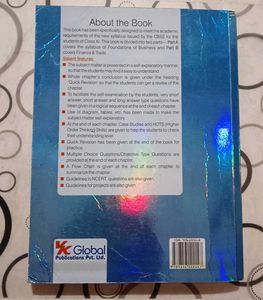 About the Book
This book has been specifically designed to meet the academic
requirements of the new syllabus issued by the CBSE for the
students of Class XI. This book is divided into two parts— Part A
covers the syllabus of Foundations of Business and Part B
covers Finance & Trade.
Salient features:
The subject matter is presented in a self-explanatory manner,
so that the students may find it easy to understand.
Whole chapter's conclusion is given under the heading
"Quick Revision" so that the students can get a review of the
chapter.
To facilitate the self-examination by the students, very short
answer, short answer and long answer type questions have
been given in a logical sequence at the end of each chapter.
Use of diagram, tables, etc. has been done to make the
subject matter self-explanatory.
At the end of each chapter, Case Studies and HOTS (Higher
Order Thinking Skills) are given to help the students to check
their understanding level.
Quick Revision has been given at the end of the book for
practice.
Multiple Choice Questions/Objective Type Questions are
provided at the end of each chapter.
A Flow Chart is given at the end of each chapter to
summarize the chapter.
Guidelines to NCERT questions are also given.
Guidelines for projects are also given.
VK Global
Publications Pvt. Ltd.